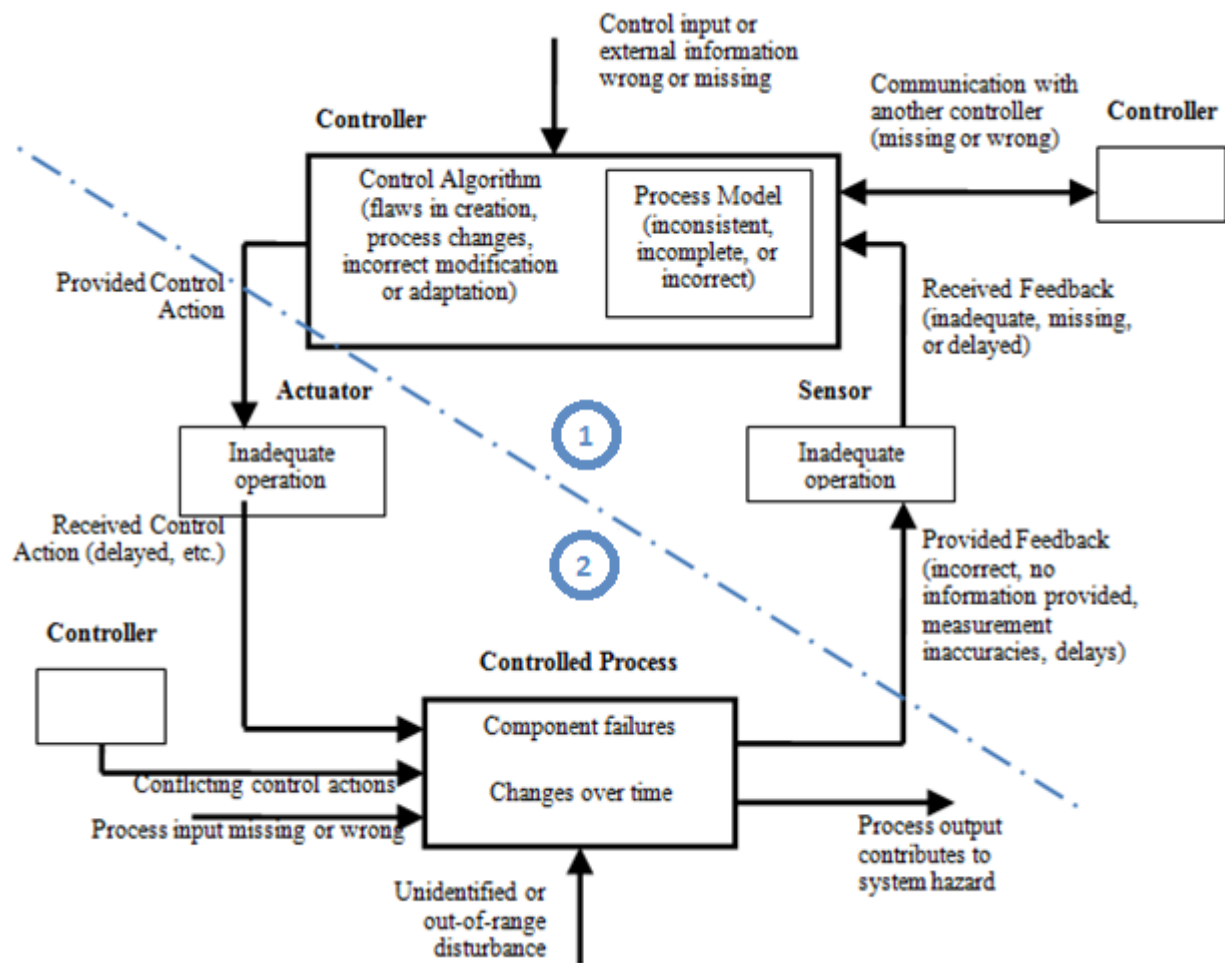 Control input or
external information
wrong or missing
Communication with
another controller
(missing or wrong)
Controller
Controller
Control Algorithm
(flaws in creation,
process changes,
incorrect modification
or adaptation)
Process Model
(inconsistent,
incomplete, or
incorrect)
Provided Control
Action
Received Feedback
(inadequate, missing,
or delayed)
Actuator
Sensor
Inadequate
operation
1
Inadequate
operation
Received Control
Action (delayed, etc.)
2
Provided Feedback
(incorrect, no
information provided,
measurement
inaccuracies, delays)
Controller
Controlled Process
Component failures
Changes over time
Conflicting control actions
Process input missing or wrong
Process output
contributes to
system hazard
Unidentified or
out-of-range
disturbance